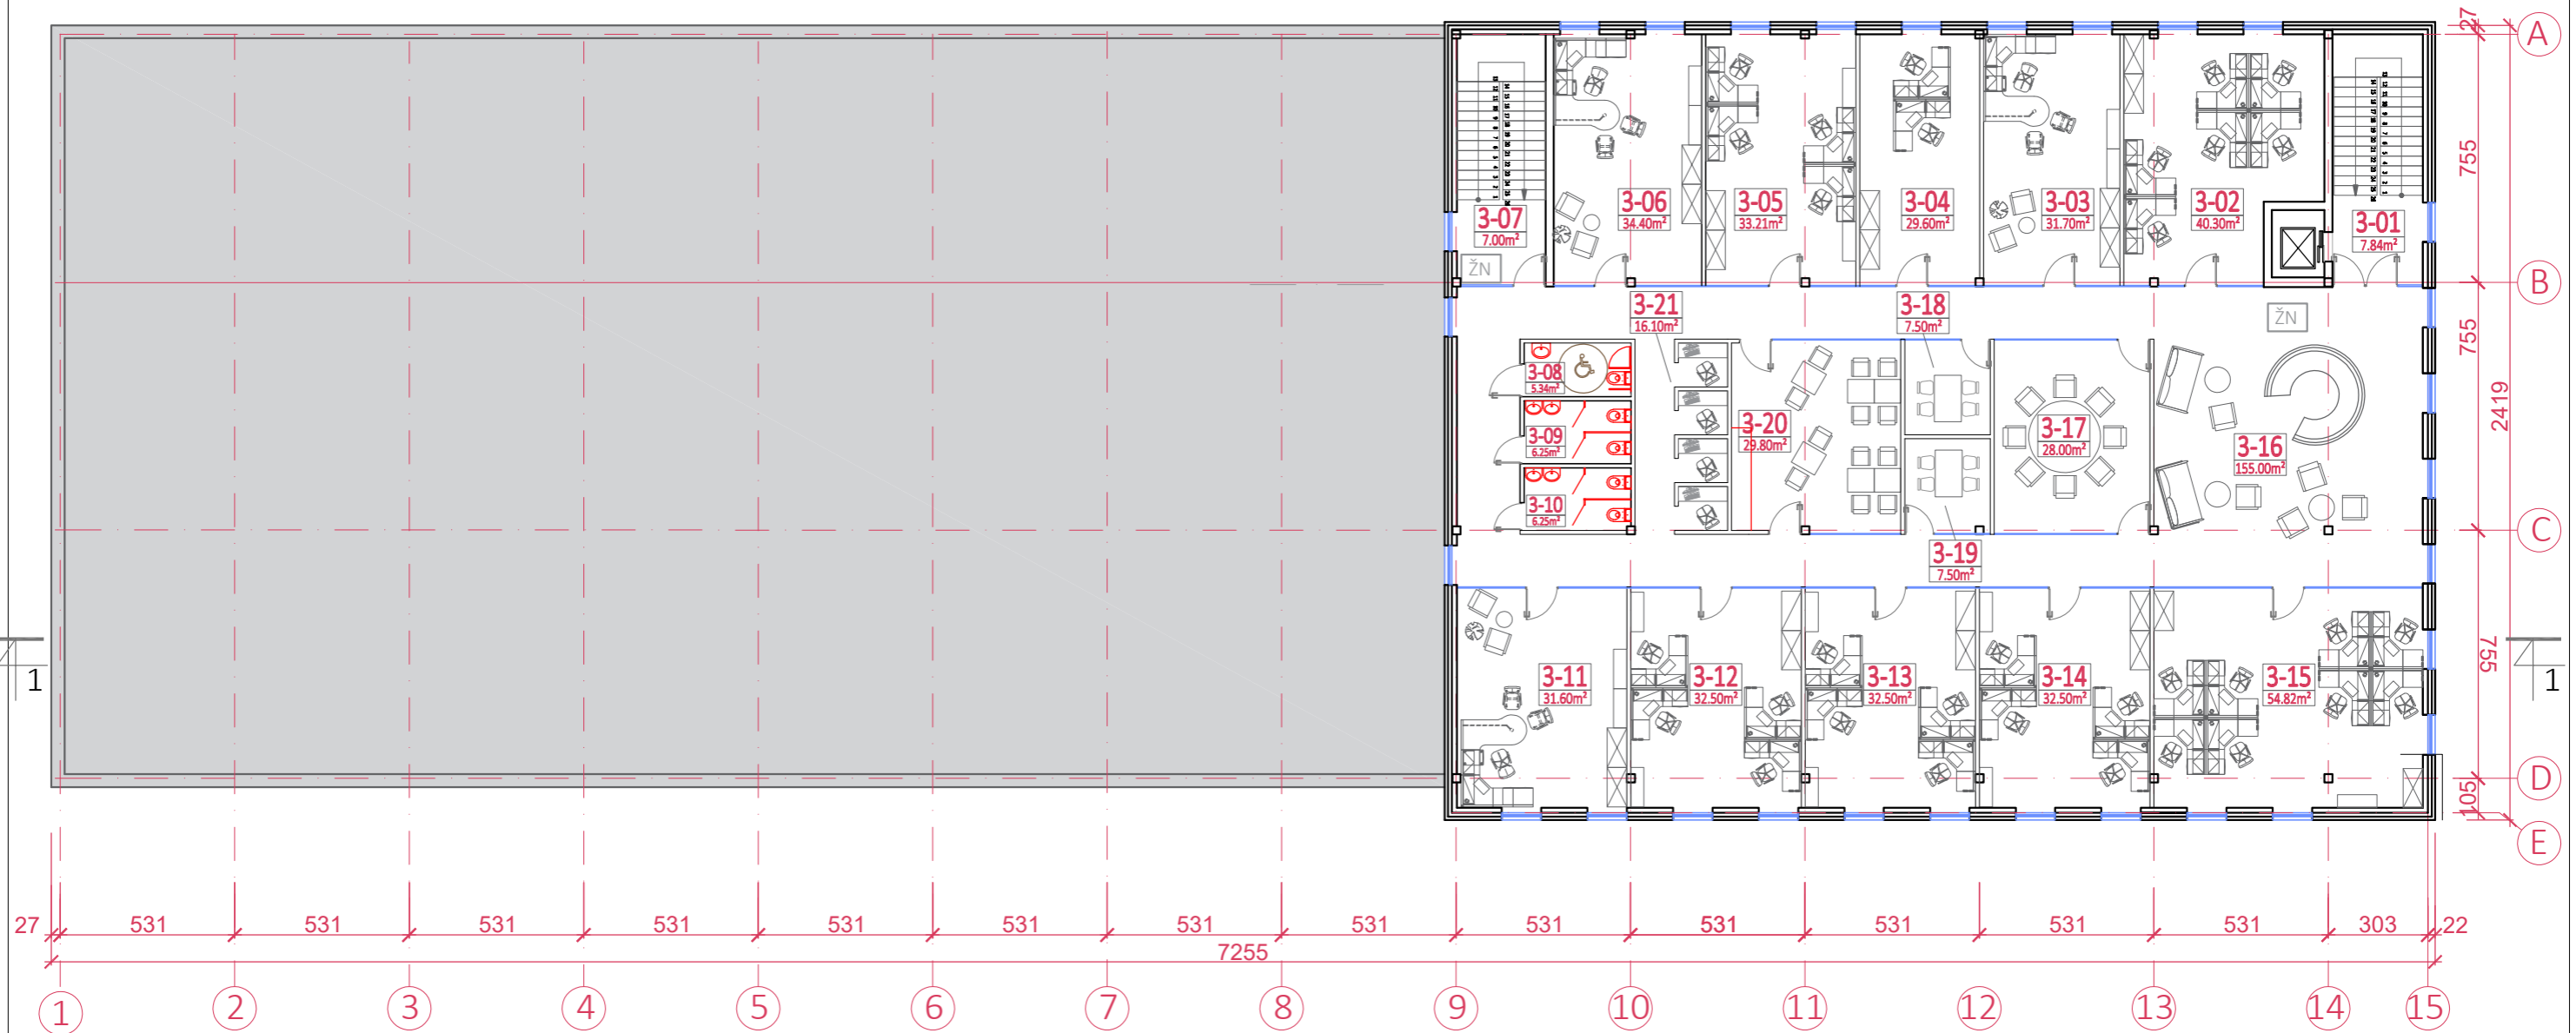 27
A
3-07
7.00m²
ŽN
3-06
34.40m²
3-05
33.21m²
3-04
29.60m²
3-03
31.70m²
3-02
40.30m²
3-01
7.84m²
755
B
3-21
16.10m²
3-18
7.50m²
ŽN
755
2419
3-08
5.34m²
3-09
6.25m²
3-10
6.25m²
3-20
29.80m²
3-17
28.00m²
3-16
155.00m²
C
3-19
7.50m²
1
3-11
31.60m²
3-12
32.50m²
3-13
32.50m²
3-14
32.50m²
3-15
54.82m²
755
1
D
105
E
27 531 531 531 531 531 531 531 531 531 531 531 531 531 303 22
7255
1 2 3 4 5 6 7 8 9 10 11 12 13 14 15